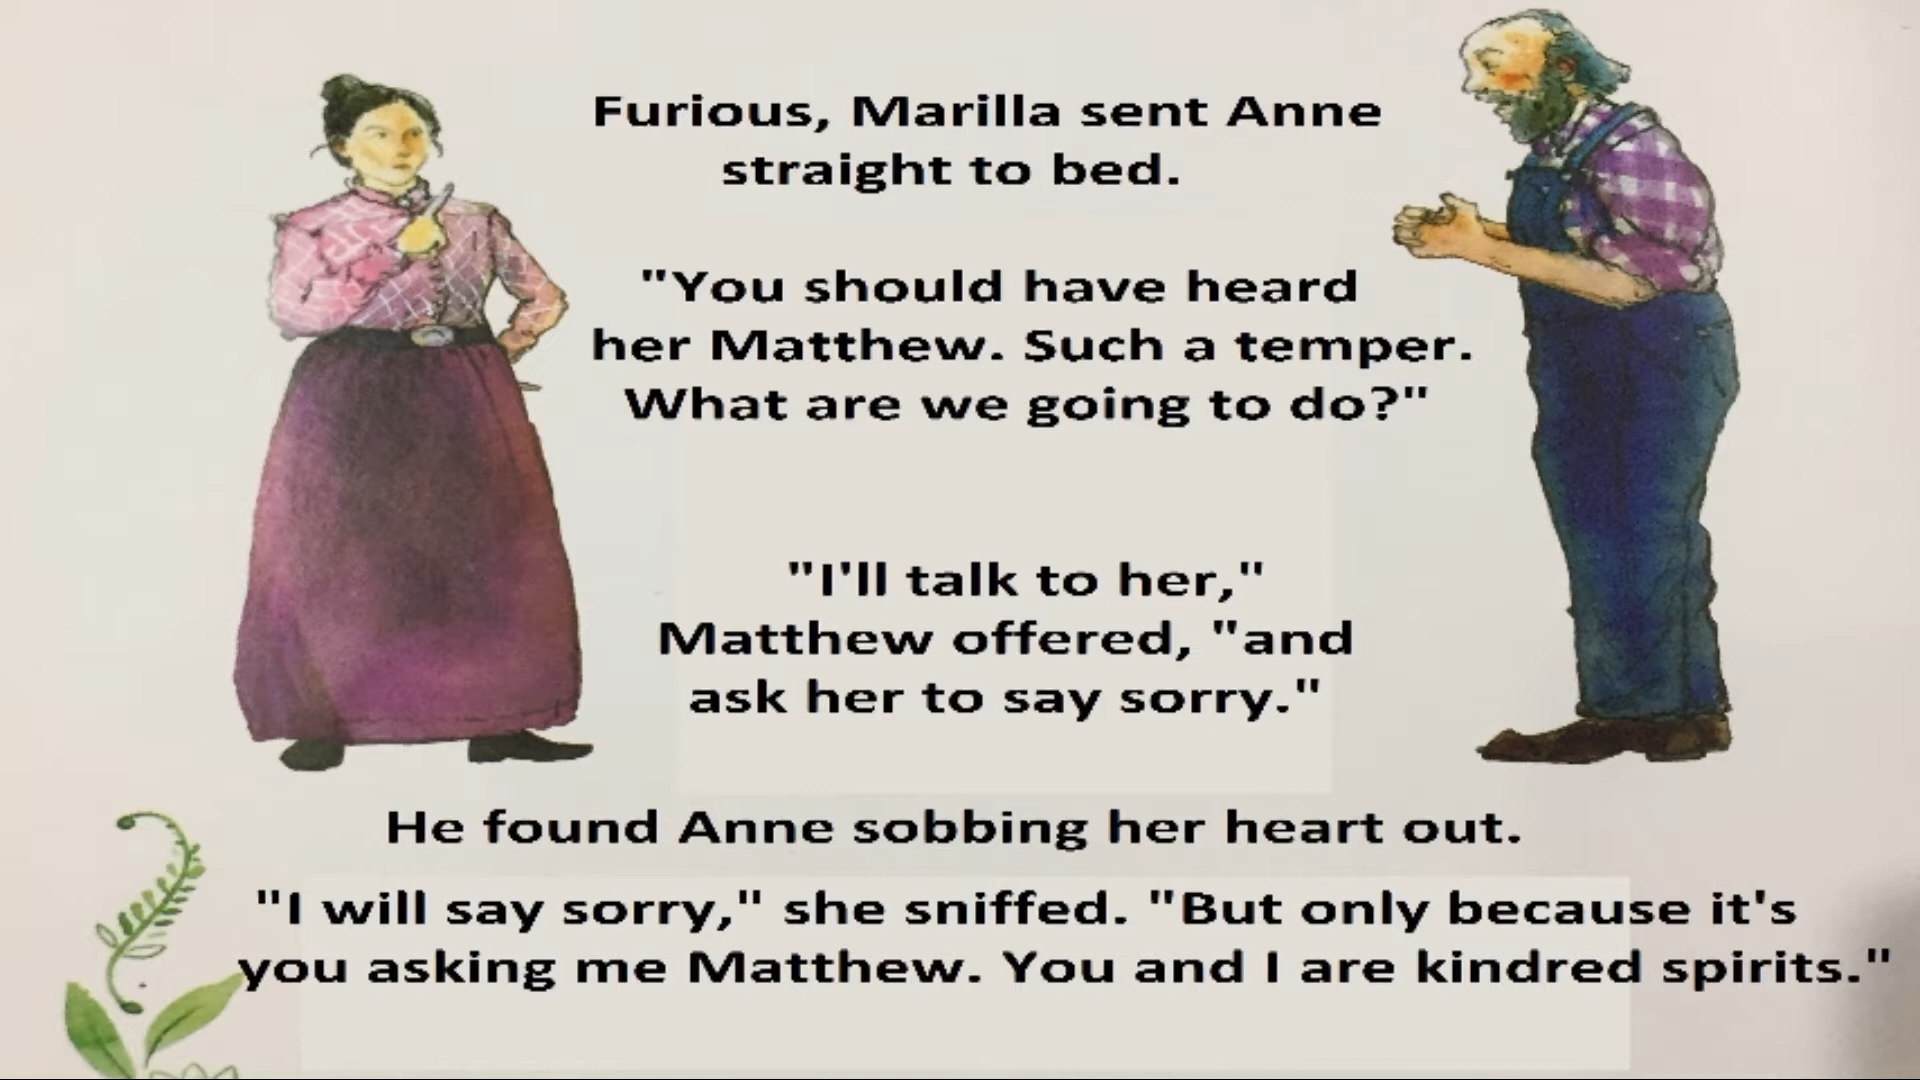 Furious, Marilla sent Anne
straight to bed.
"You should have heard
her Matthew. Such a temper.
What are we going to do?"
"I'll talk to her,"
Matthew offered, "and
ask her to say sorry."
He found Anne sobbing her heart out.
"I will say sorry," she sniffed. "But only because it's
you asking me Matthew. You and I are kindred spirits."